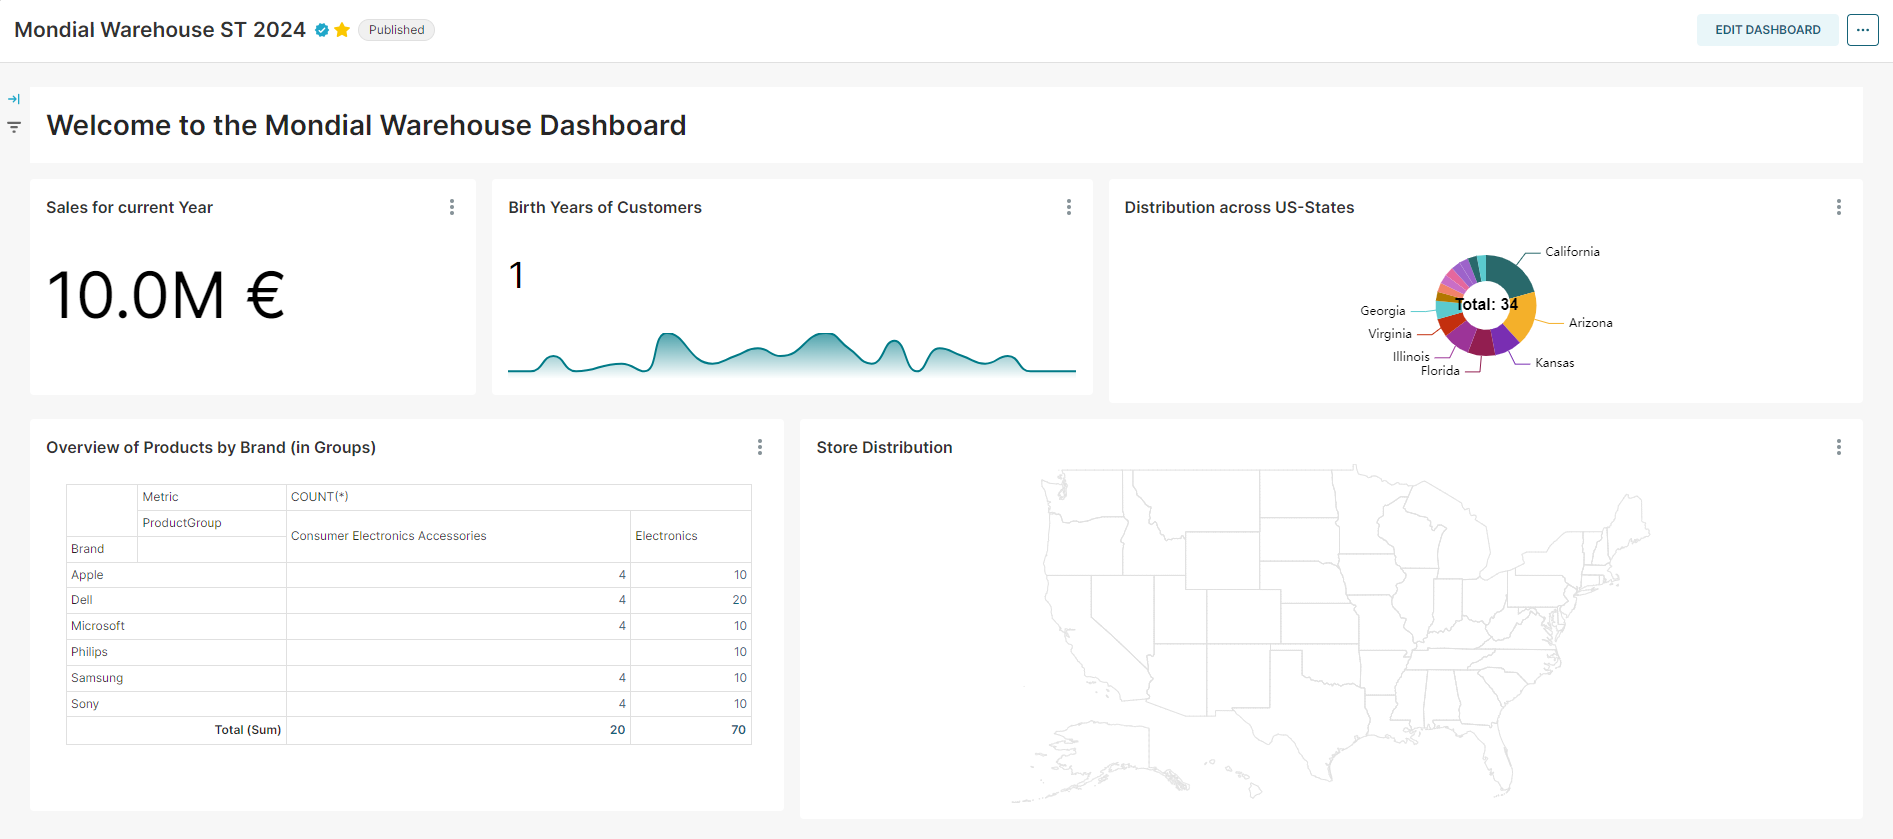 Mondial Warehouse ST 2024 Published EDIT DASHBOARD
Welcome to the Mondial Warehouse Dashboard
Sales for current Year
10.0M €
Birth Years of Customers
1
Distribution across US-States
California
Total: 34
Georgia
Arizona
Virginia
Illinois
Kansas
Florida
Overview of Products by Brand (in Groups)
Metric COUNT(*)
ProductGroup
Consumer Electronics Accessories Electronics
Brand
Apple 4 10
Dell 4 20
Microsoft 4 10
Philips 10
Samsung 4 10
Sony 4 10
Total (Sum) 20 70
Store Distribution